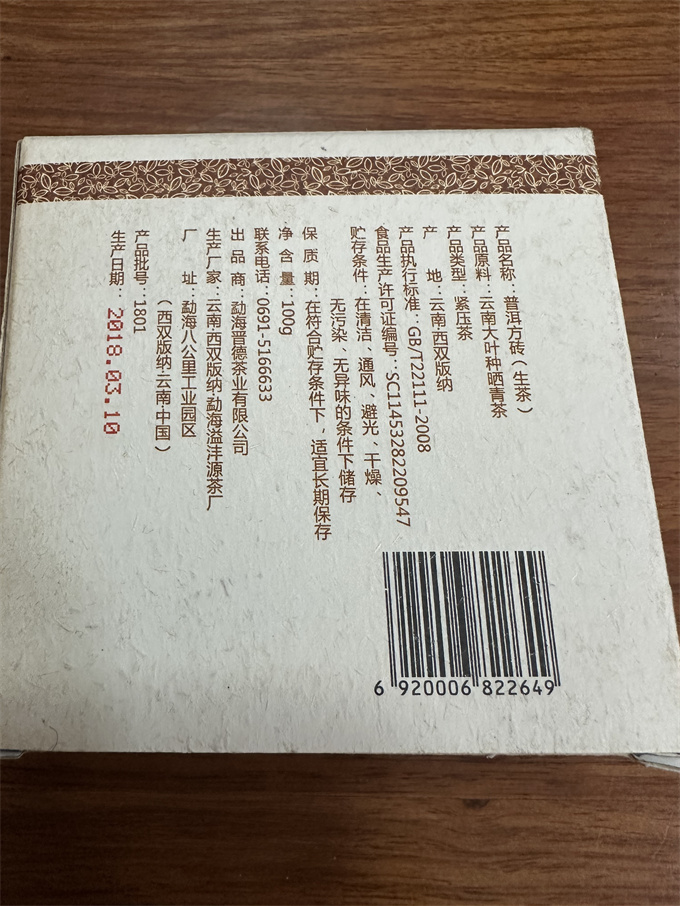 产品名称：普洱方砖（生茶）
产品原料：云南大叶种晒青茶
产品类型：紧压茶
产　　地：云南西双版纳
产品执行标准：GB/T22111-2008
食品生产许可证编号：SC11453282209547
贮存条件：在清洁、通风、避光、干燥、
无污染、无异味的条件下储存
保 质 期：在符合贮存条件下，适宜长期保存
净 含 量：100g
联系电话：0691-5166633
出 品 商：勐海晋德茶业有限公司
生产厂家：云南·西双版纳·勐海溢沣源茶厂
厂　　址：勐海八公里工业园区
（西双版纳·云南·中国）
产品批号：1801
生产日期：2018.03.10
6 920006 822649